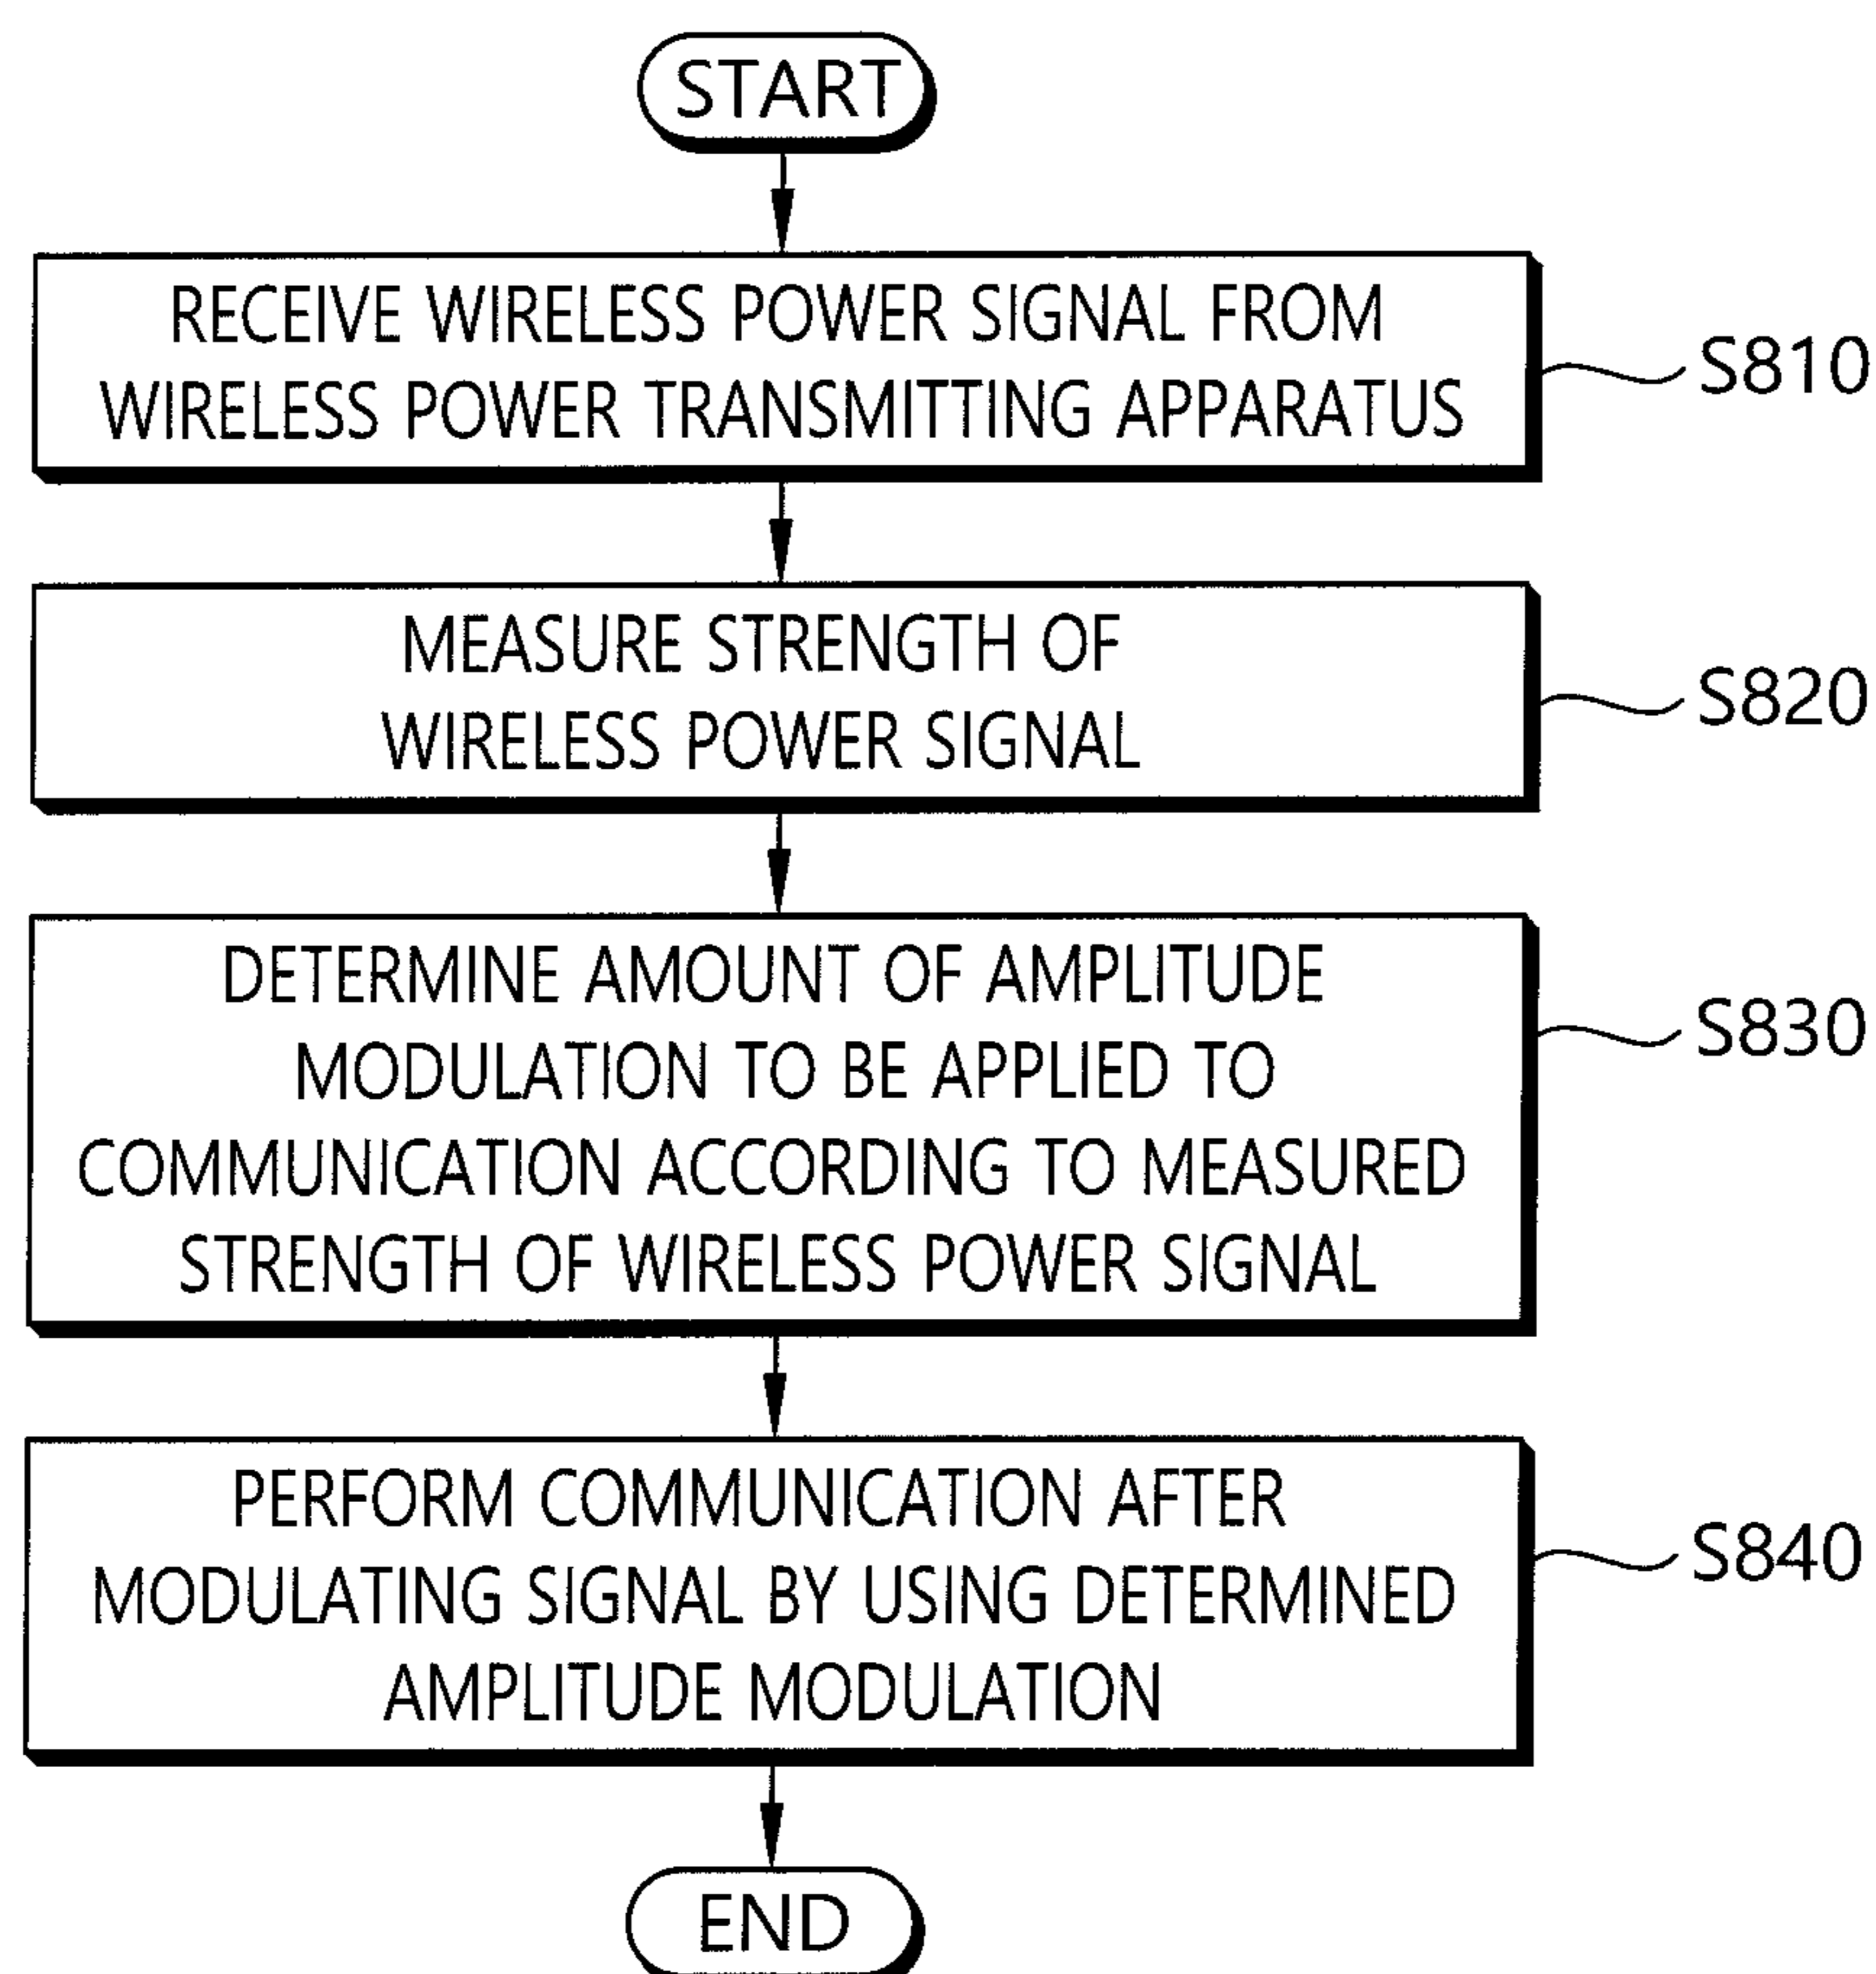 START
RECEIVE WIRELESS POWER SIGNAL FROM
WIRELESS POWER TRANSMITTING APPARATUS
S810
MEASURE STRENGTH OF
WIRELESS POWER SIGNAL
S820
DETERMINE AMOUNT OF AMPLITUDE
MODULATION TO BE APPLIED TO
COMMUNICATION ACCORDING TO MEASURED
STRENGTH OF WIRELESS POWER SIGNAL
S830
PERFORM COMMUNICATION AFTER
MODULATING SIGNAL BY USING DETERMINED
AMPLITUDE MODULATION
S840
END